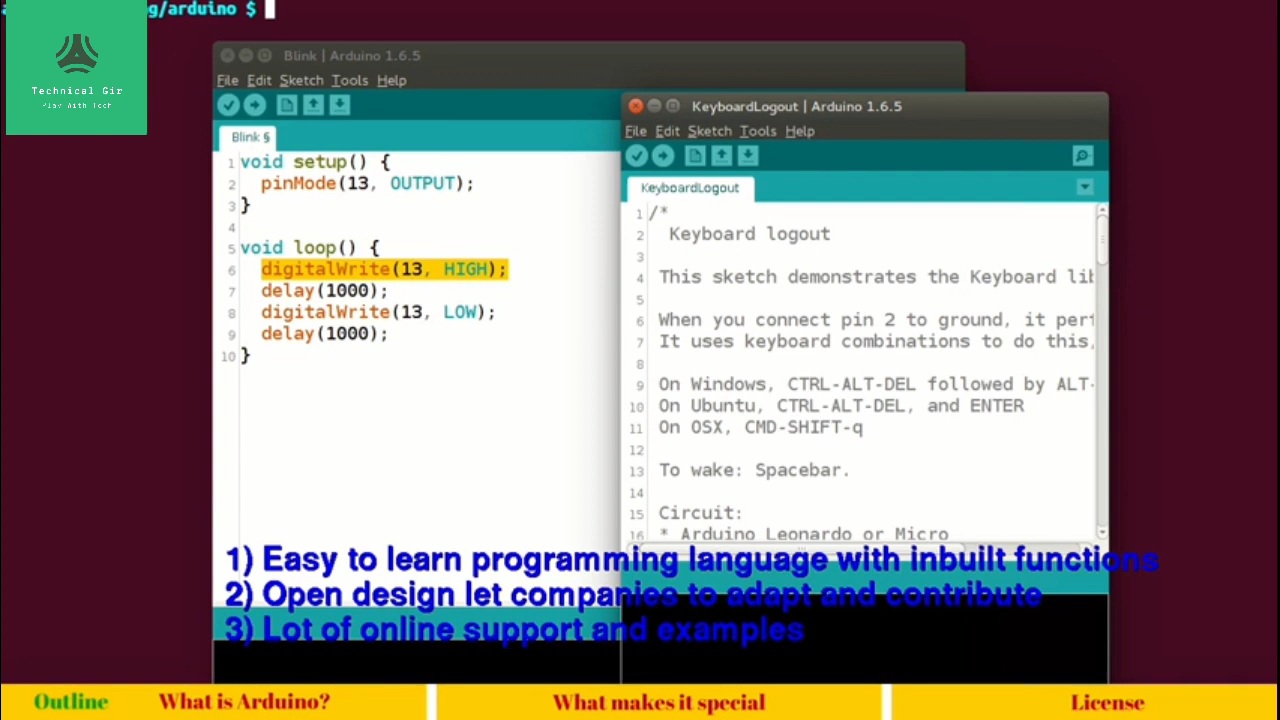 g/arduino $
Technical Gir
Play With Tech
Blink | Arduino 1.6.5
File Edit Sketch Tools Help
Blink §
1 void setup() {
2 pinMode(13, OUTPUT);
3 }
4
5 void loop() {
6 digitalWrite(13, HIGH);
7 delay(1000);
8 digitalWrite(13, LOW);
9 delay(1000);
10 }
KeyboardLogout | Arduino 1.6.5
File Edit Sketch Tools Help
KeyboardLogout
1 /*
2 Keyboard logout
3
4 This sketch demonstrates the Keyboard lib
5
6 When you connect pin 2 to ground, it perf
7 It uses keyboard combinations to do this,
8
9 On Windows, CTRL-ALT-DEL followed by ALT-
10 On Ubuntu, CTRL-ALT-DEL, and ENTER
11 On OSX, CMD-SHIFT-q
12
13 To wake: Spacebar.
14
15 Circuit:
16 * Arduino Leonardo or Micro
1) Easy to learn programming language with inbuilt functions
2) Open design let companies to adapt and contribute
3) Lot of online support and examples
Outline What is Arduino? What makes it special License